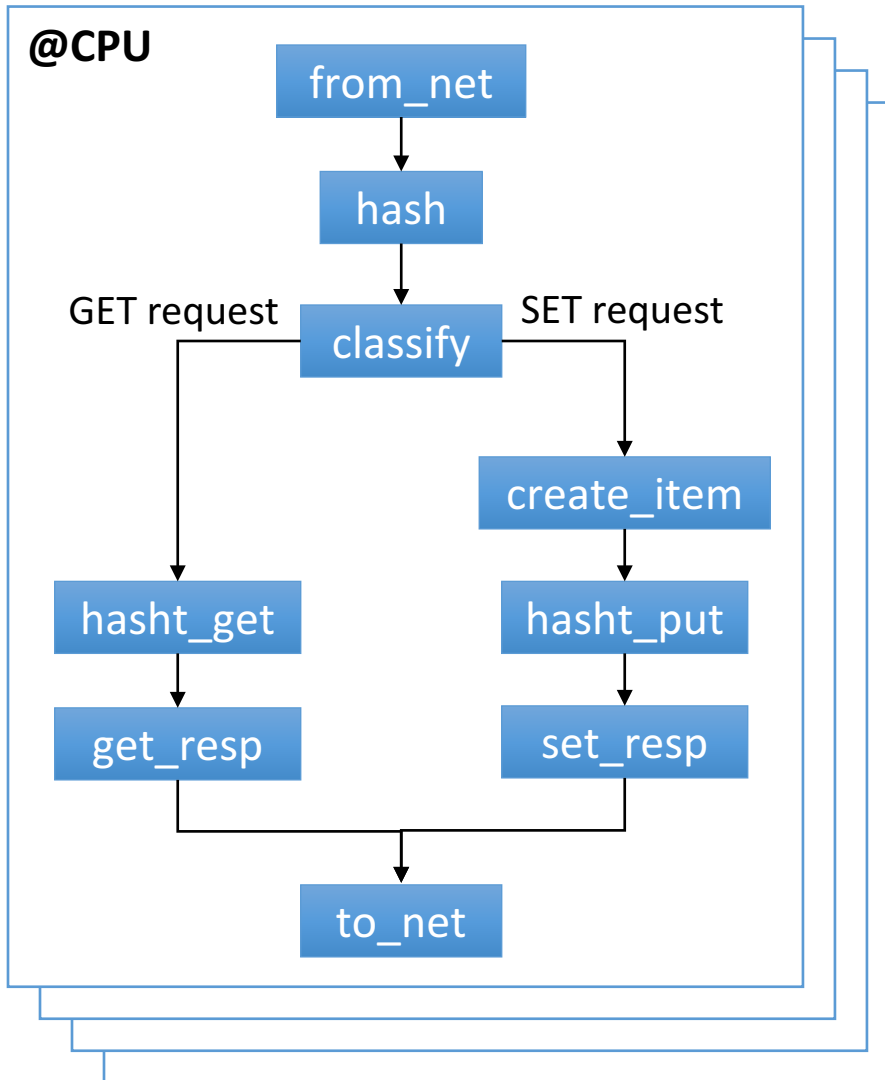 @CPU
from_net
hash
GET request
SET request
classify
create_item
hasht_get
hasht_put
get_resp
set_resp
to_net